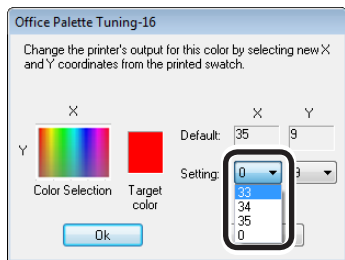 Office Palette Tuning-16
Change the printer's output for this color by selecting new X
and Y coordinates from the printed swatch.
X
X Y
Default: 35 9
Y
Setting: 0 9
Color Selection
Target
color
33
34
35
0
Ok